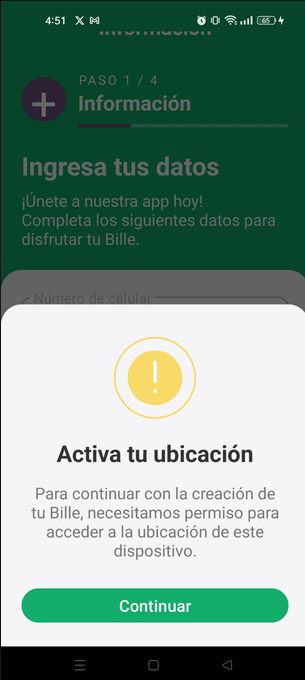 4:51
65
Información
PASO 1 / 4
Información
Ingresa tus datos
¡Únete a nuestra app hoy!
Completa los siguientes datos para
disfrutar tu Bille.
Número de celular
Activa tu ubicación
Para continuar con la creación de
tu Bille, necesitamos permiso para
acceder a la ubicación de este
dispositivo.
Continuar